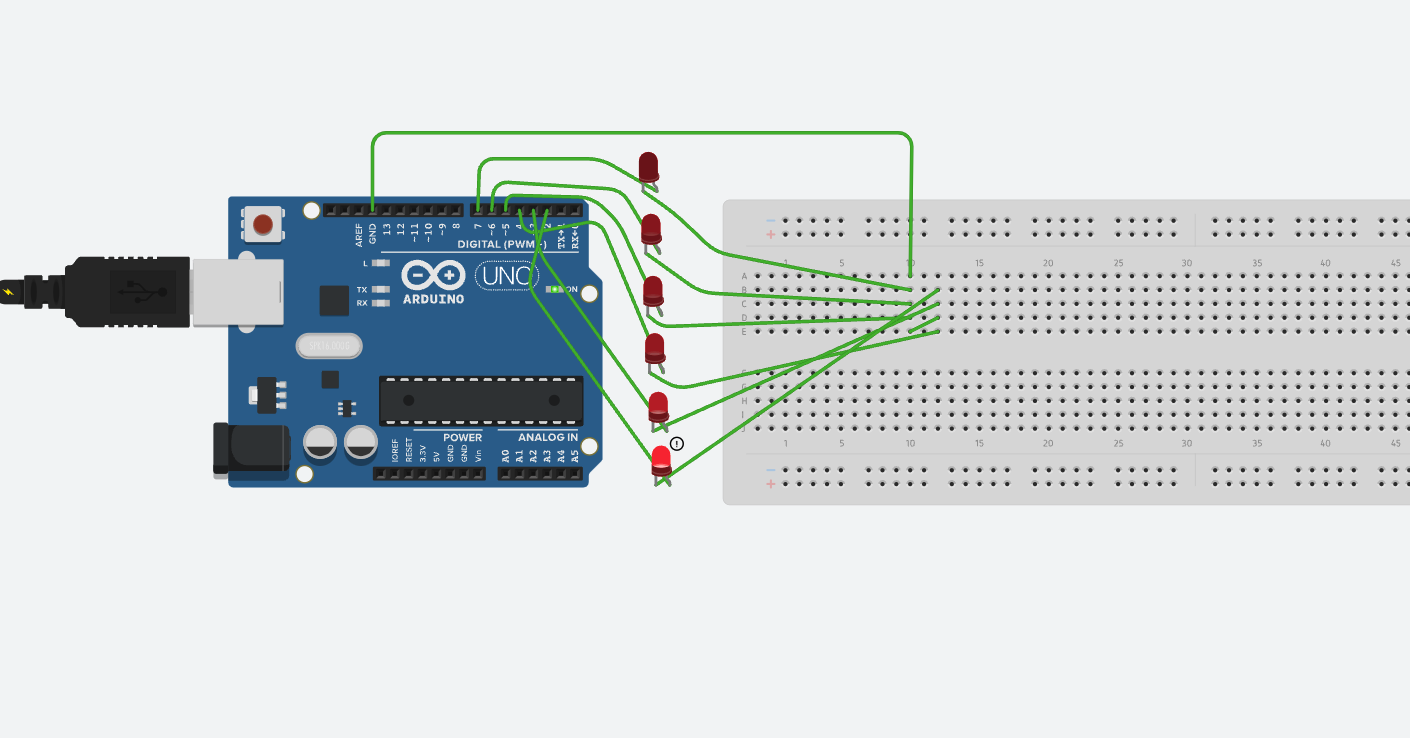 AREF
GND
13
12
~11
~10
~9
8
7
~6
~5
4
2
TX→1
RX←0
DIGITAL (PWM~)
L
TX
RX
ARDUINO
UNO
ON
IOREF
RESET
3.3V
5V
GND
GND
Vin
POWER
A0
A1
A2
A3
A4
A5
ANALOG IN
1 5 10 15 20 25 30 35 40 45
A
B
C
D
E
G
H
I
J
1 5 10 15 20 25 30 35 40 45
- 
+
-
+
!